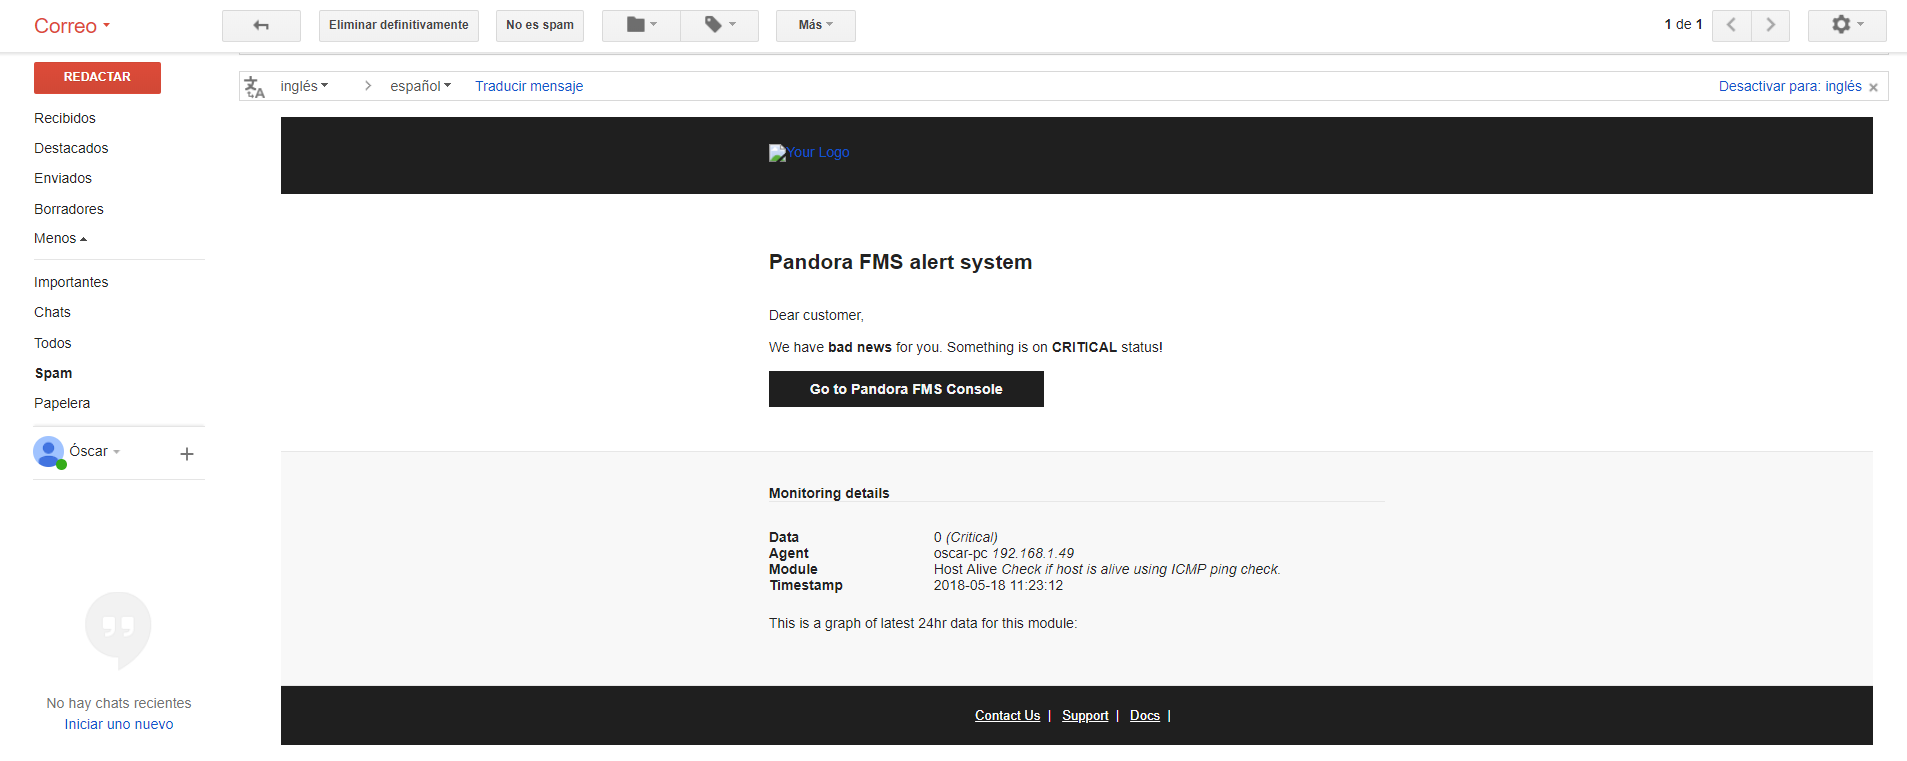 Correo
Eliminar definitivamente
No es spam
Más
1 de 1
REDACTAR
inglés
español
Traducir mensaje
Desactivar para: inglés
Recibidos
Destacados
Enviados
Borradores
Menos
Importantes
Chats
Todos
Spam
Papelera
Óscar
No hay chats recientes
Iniciar uno nuevo
Your Logo
Pandora FMS alert system
Dear customer,
We have bad news for you. Something is on CRITICAL status!
Go to Pandora FMS Console
Monitoring details
Data 0 (Critical)
Agent oscar-pc 192.168.1.49
Module Host Alive Check if host is alive using ICMP ping check.
Timestamp 2018-05-18 11:23:12
This is a graph of latest 24hr data for this module:
Contact Us | Support | Docs |